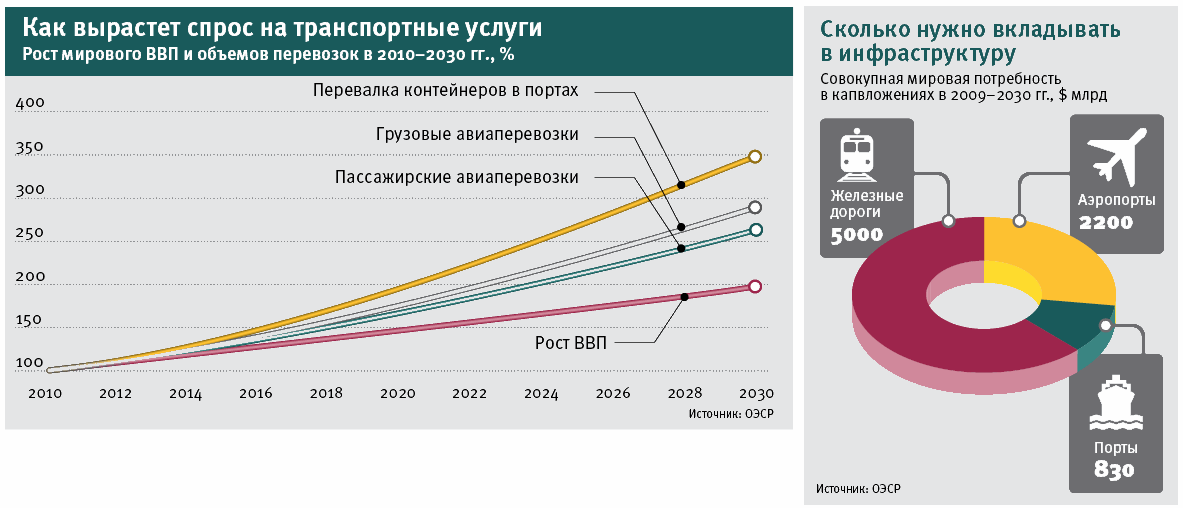 Как вырастет спрос на транспортные услуги
Рост мирового ВВП и объемов перевозок в 2010–2030 гг., %
Перевалка контейнеров в портах
Грузовые авиаперевозки
Пассажирские авиаперевозки
Рост ВВП
400
350
300
250
200
150
100
2010 2012 2014 2016 2018 2020 2022 2024 2026 2028 2030
Источник: ОЭСР
Сколько нужно вкладывать
в инфраструктуру
Совокупная мировая потребность
в капвложениях в 2009–2030 гг., $ млрд
Железные
дороги
5000
Аэропорты
2200
Порты
830
Источник: ОЭСР